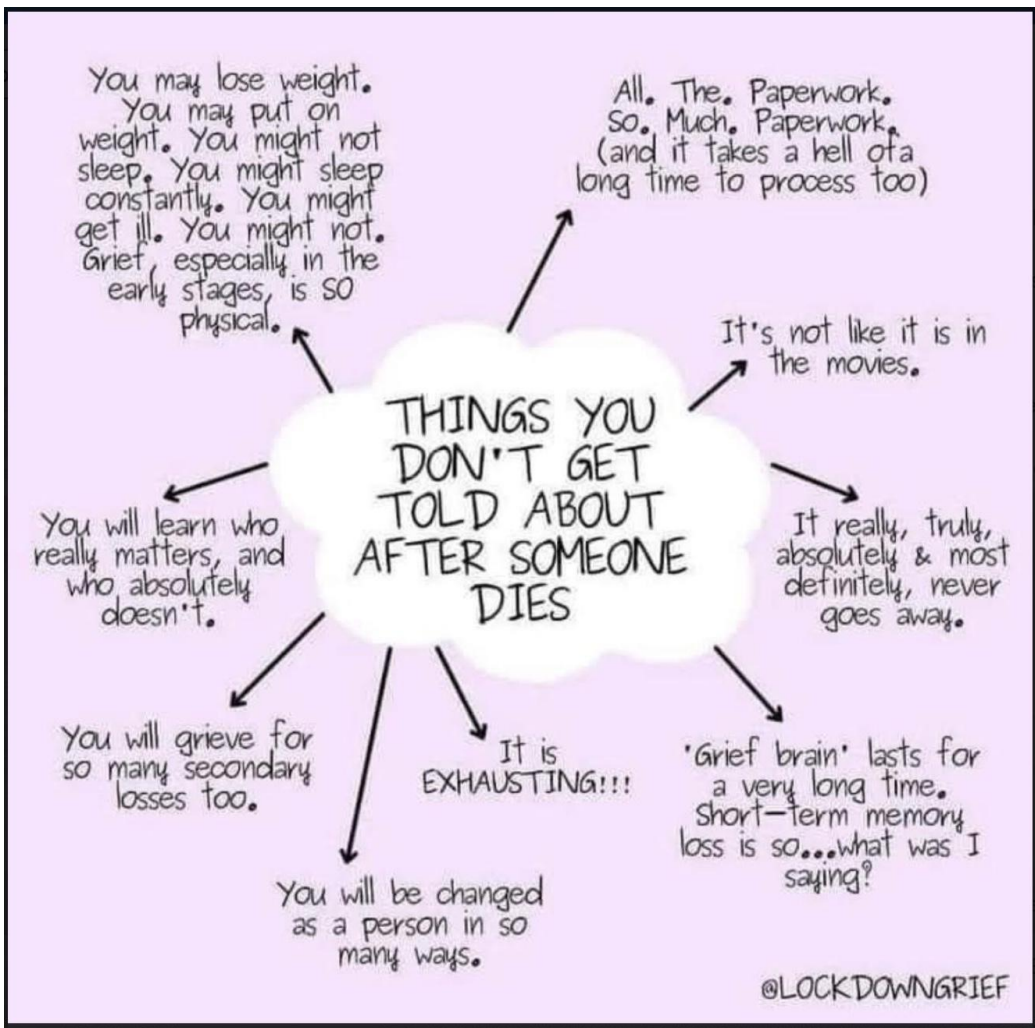 You may lose weight.
You may put on
weight. You might not
sleep. You might sleep
constantly. You might
get ill. You might not.
Grief, especially in the
early stages, is SO
physical.
All. The. Paperwork.
So. Much. Paperwork.
(and it takes a hell of a
long time to process too)
It's not like it is in
the movies.
THINGS YOU
DON'T GET
TOLD ABOUT
AFTER SOMEONE
DIES
You will learn who
really matters, and
who absolutely
doesn't.
It really, truly,
absolutely & most
definitely, never
goes away.
You will grieve for
so many secondary
losses too.
It is
EXHAUSTING!!!
'Grief brain' lasts for
a very long time.
Short-term memory
loss is so...what was I
saying?
You will be changed
as a person in so
many ways.
@LOCKDOWNGRIEF